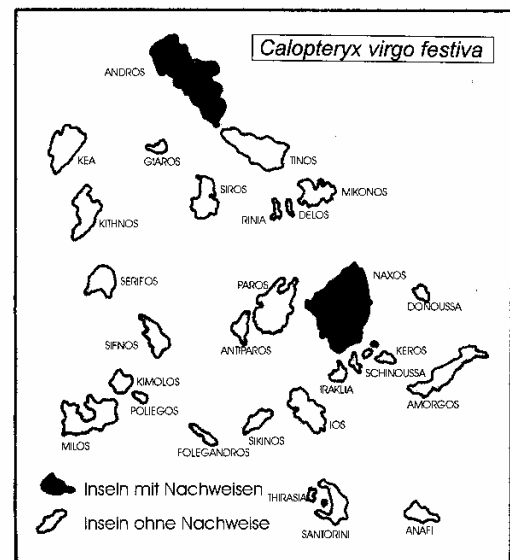 Calopteryx virgo festiva
ANDROS
KEA
GIAROS
TINOS
SIROS
MIKONOS
RINIA
DELOS
KITHNOS
SERIFOS
PAROS
NAXOS
DONOUSSA
SIFNOS
ANTIPAROS
KEROS
SCHINOUSSA
IRAKLIA
AMORGOS
KIMOLOS
POLIEGOS
MILOS
FOLEGANDROS
SIKINOS
IOS
Inseln mit Nachweisen
THIRASIA
Inseln ohne Nachweise
SANTORINI
ANAFI